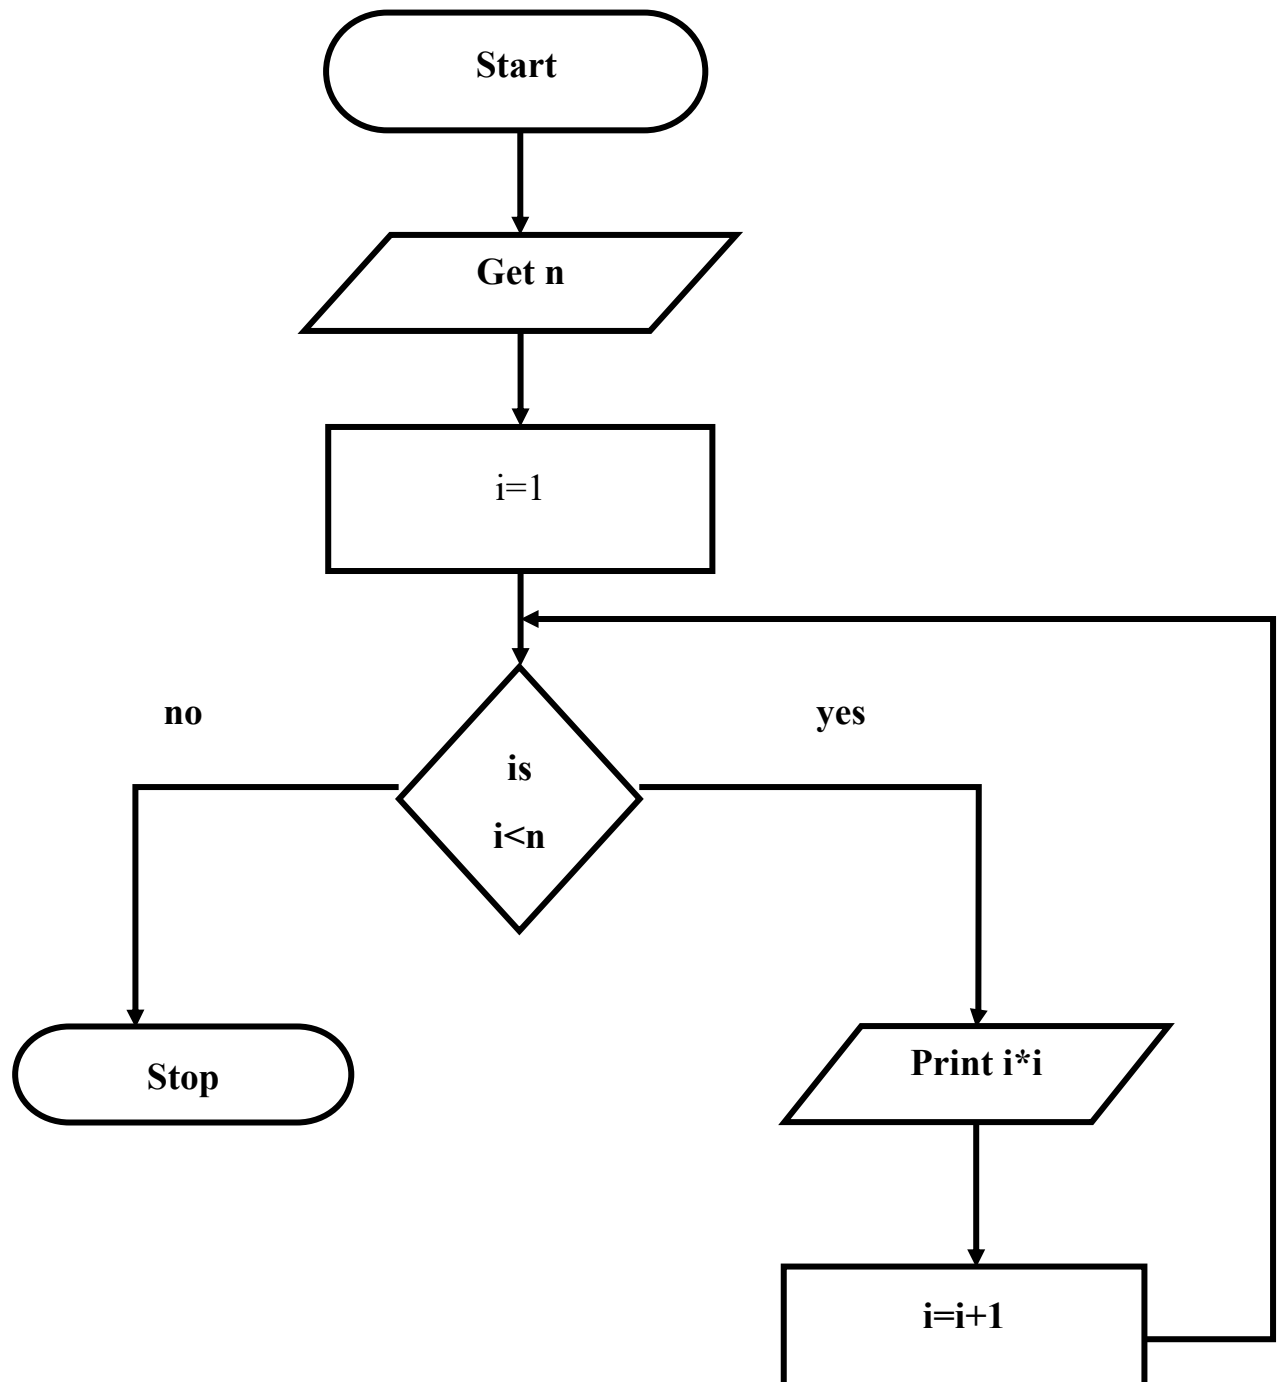 Start
Get n
i=1
no
yes
is
i<n
Stop
Print i*i
i=i+1